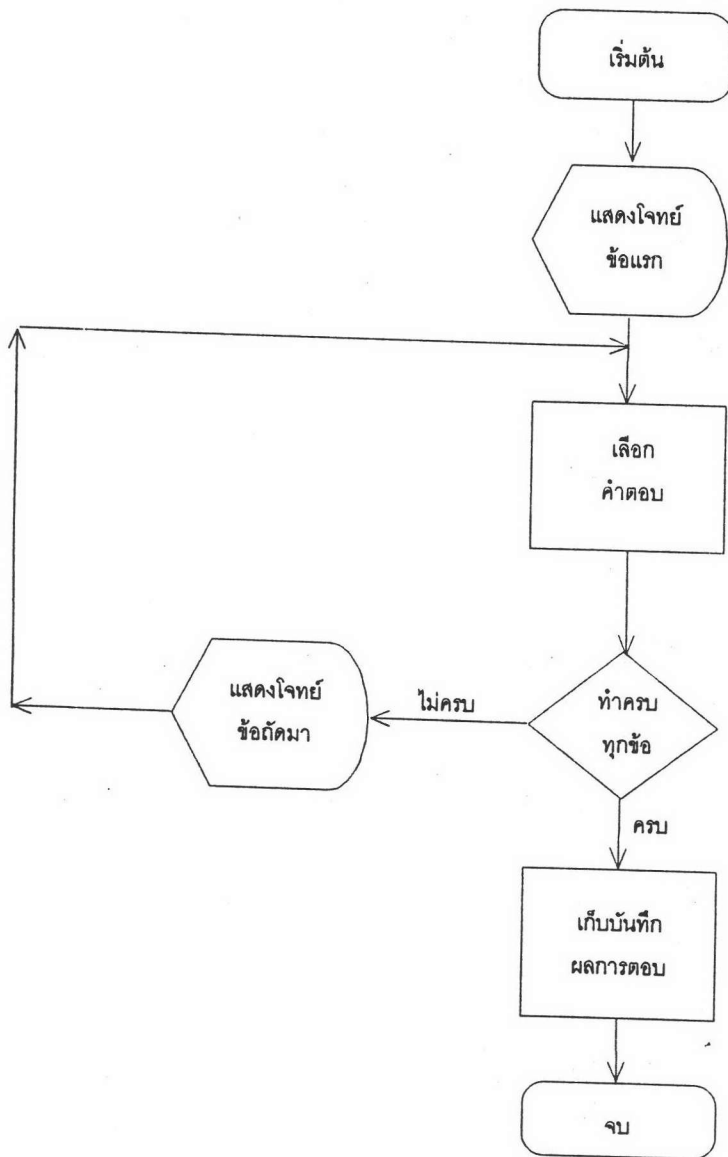 เริ่มต้น
แสดงโจทย์
ข้อแรก
เลือก
คำตอบ
ทำครบ
ทุกข้อ
ไม่ครบ
แสดงโจทย์
ข้อถัดมา
ครบ
เก็บบันทึก
ผลการตอบ
จบ